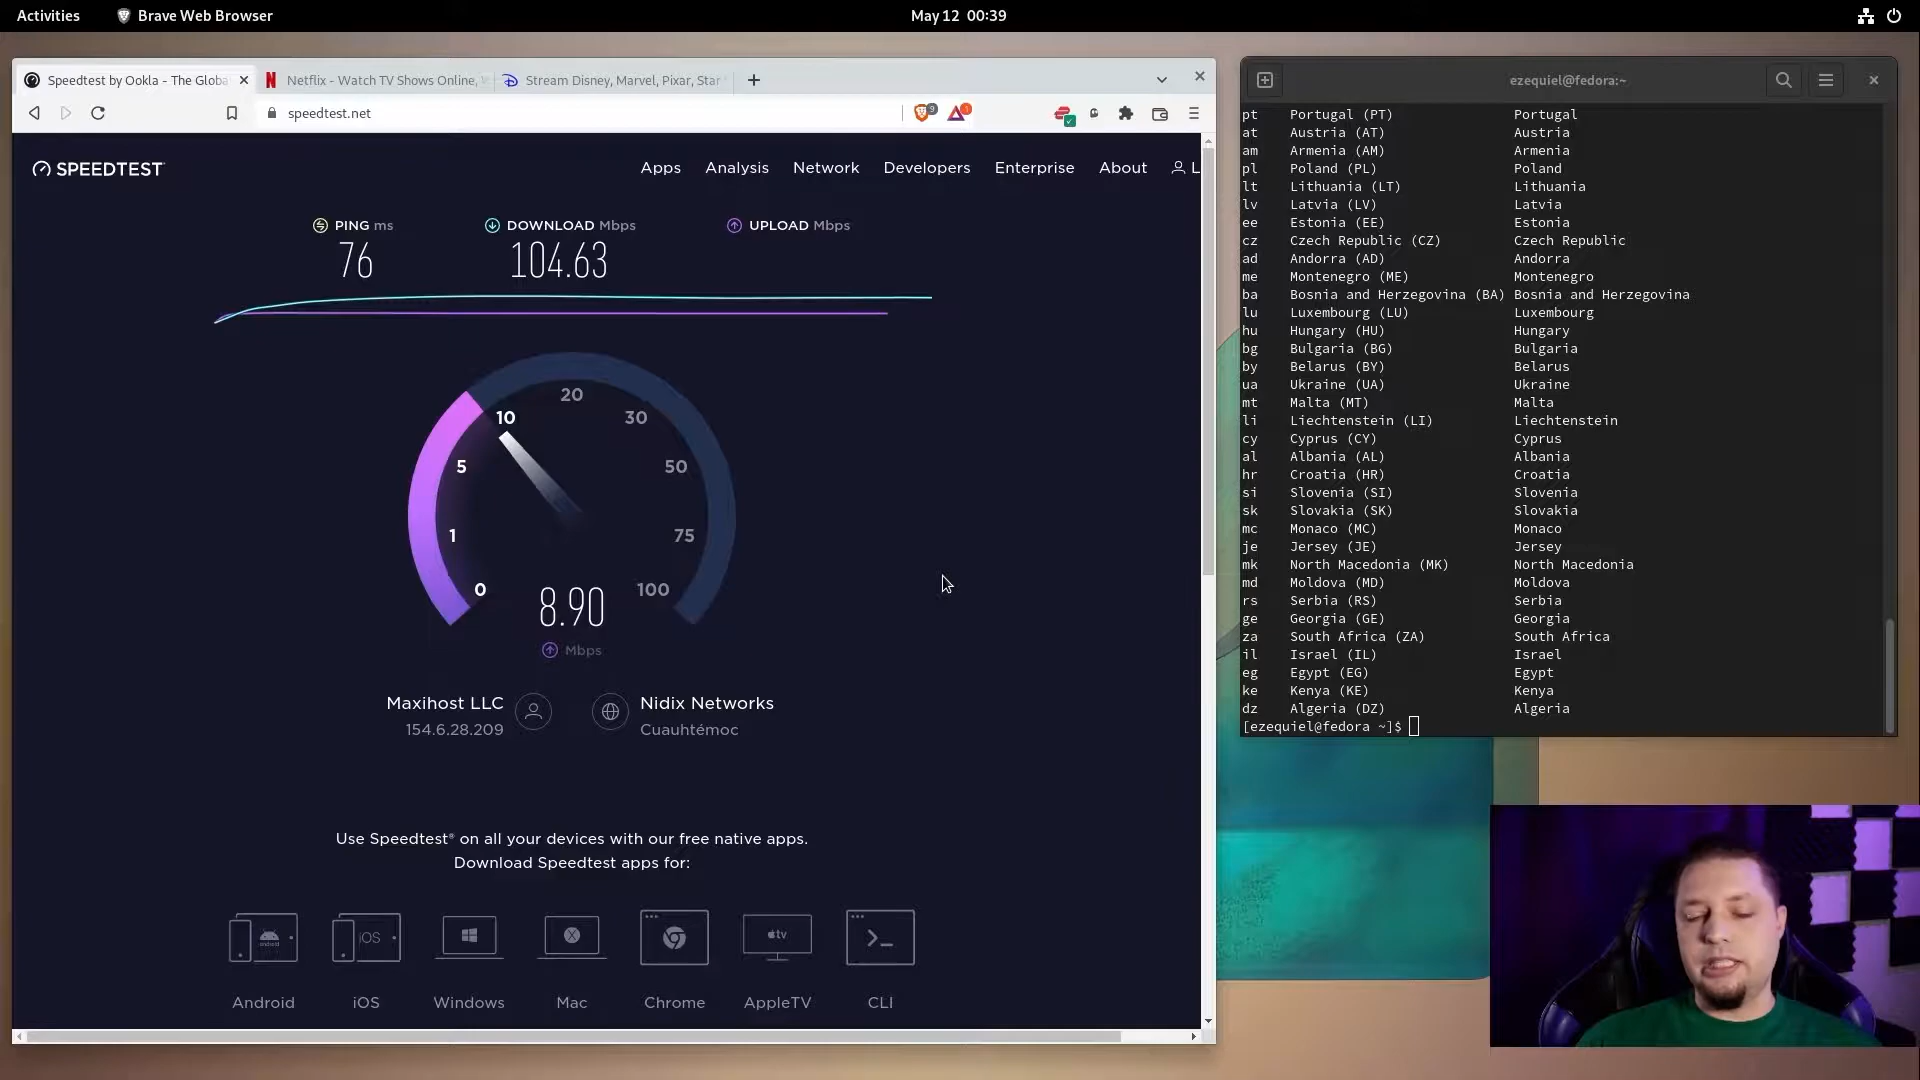 Activities
Brave Web Browser
May 12 00:39
Speedtest by Ookla - The Globa
Netflix - Watch TV Shows Online,
Stream Disney, Marvel, Pixar, Star
speedtest.net
9
1
SPEEDTEST
Apps
Analysis
Network
Developers
Enterprise
About
L
PING ms
76
DOWNLOAD Mbps
104.63
UPLOAD Mbps
0
1
5
10
20
30
50
75
100
8.90
Mbps
Maxihost LLC
154.6.28.209
Nidix Networks
Cuauhtémoc
Use Speedtest® on all your devices with our free native apps.
Download Speedtest apps for:
android
iOS
tv
Android
iOS
Windows
Mac
Chrome
AppleTV
CLI
ezequiel@fedora:~
pt Portugal (PT) Portugal
at Austria (AT) Austria
am Armenia (AM) Armenia
pl Poland (PL) Poland
lt Lithuania (LT) Lithuania
lv Latvia (LV) Latvia
ee Estonia (EE) Estonia
cz Czech Republic (CZ) Czech Republic
ad Andorra (AD) Andorra
me Montenegro (ME) Montenegro
ba Bosnia and Herzegovina (BA) Bosnia and Herzegovina
lu Luxembourg (LU) Luxembourg
hu Hungary (HU) Hungary
bg Bulgaria (BG) Bulgaria
by Belarus (BY) Belarus
ua Ukraine (UA) Ukraine
mt Malta (MT) Malta
li Liechtenstein (LI) Liechtenstein
cy Cyprus (CY) Cyprus
al Albania (AL) Albania
hr Croatia (HR) Croatia
si Slovenia (SI) Slovenia
sk Slovakia (SK) Slovakia
mc Monaco (MC) Monaco
je Jersey (JE) Jersey
mk North Macedonia (MK) North Macedonia
md Moldova (MD) Moldova
rs Serbia (RS) Serbia
ge Georgia (GE) Georgia
za South Africa (ZA) South Africa
il Israel (IL) Israel
eg Egypt (EG) Egypt
ke Kenya (KE) Kenya
dz Algeria (DZ) Algeria
[ezequiel@fedora ~]$